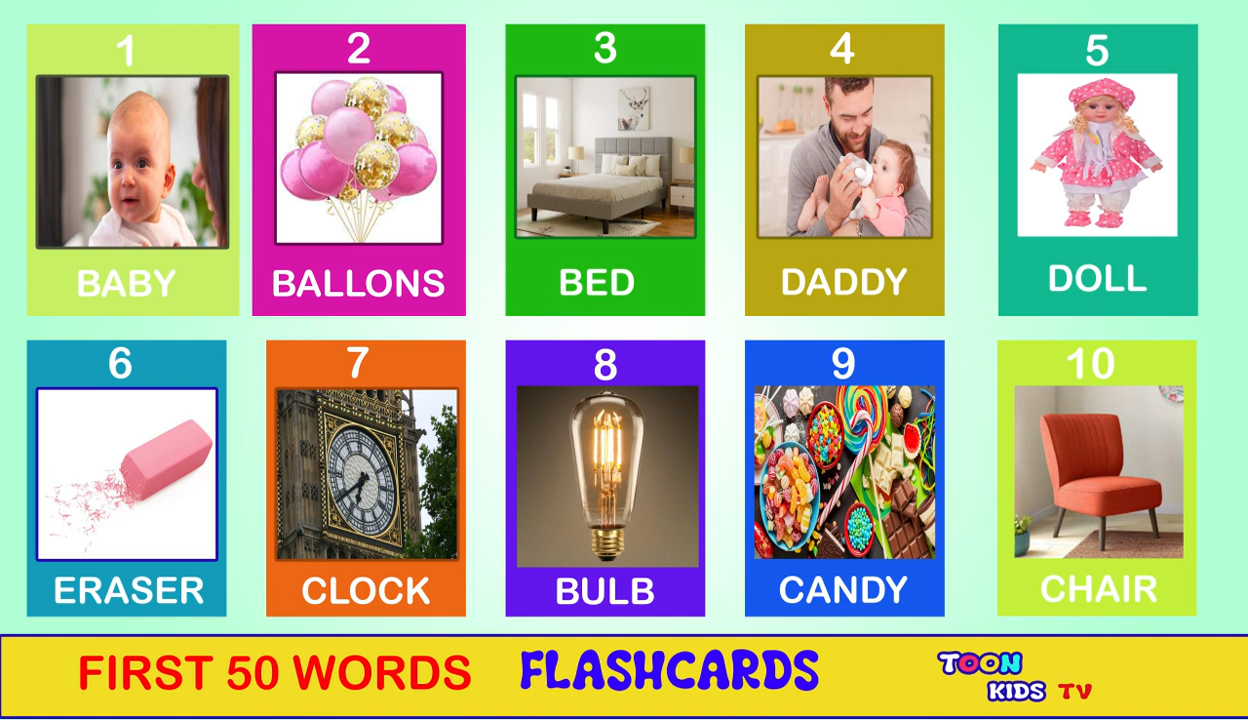 1
2
3
4
5
BABY
BALLONS
BED
DADDY
DOLL
6
7
8
9
10
ERASER
CLOCK
BULB
CANDY
CHAIR
FIRST 50 WORDS FLASHCARDS
TOON
KIDS TV